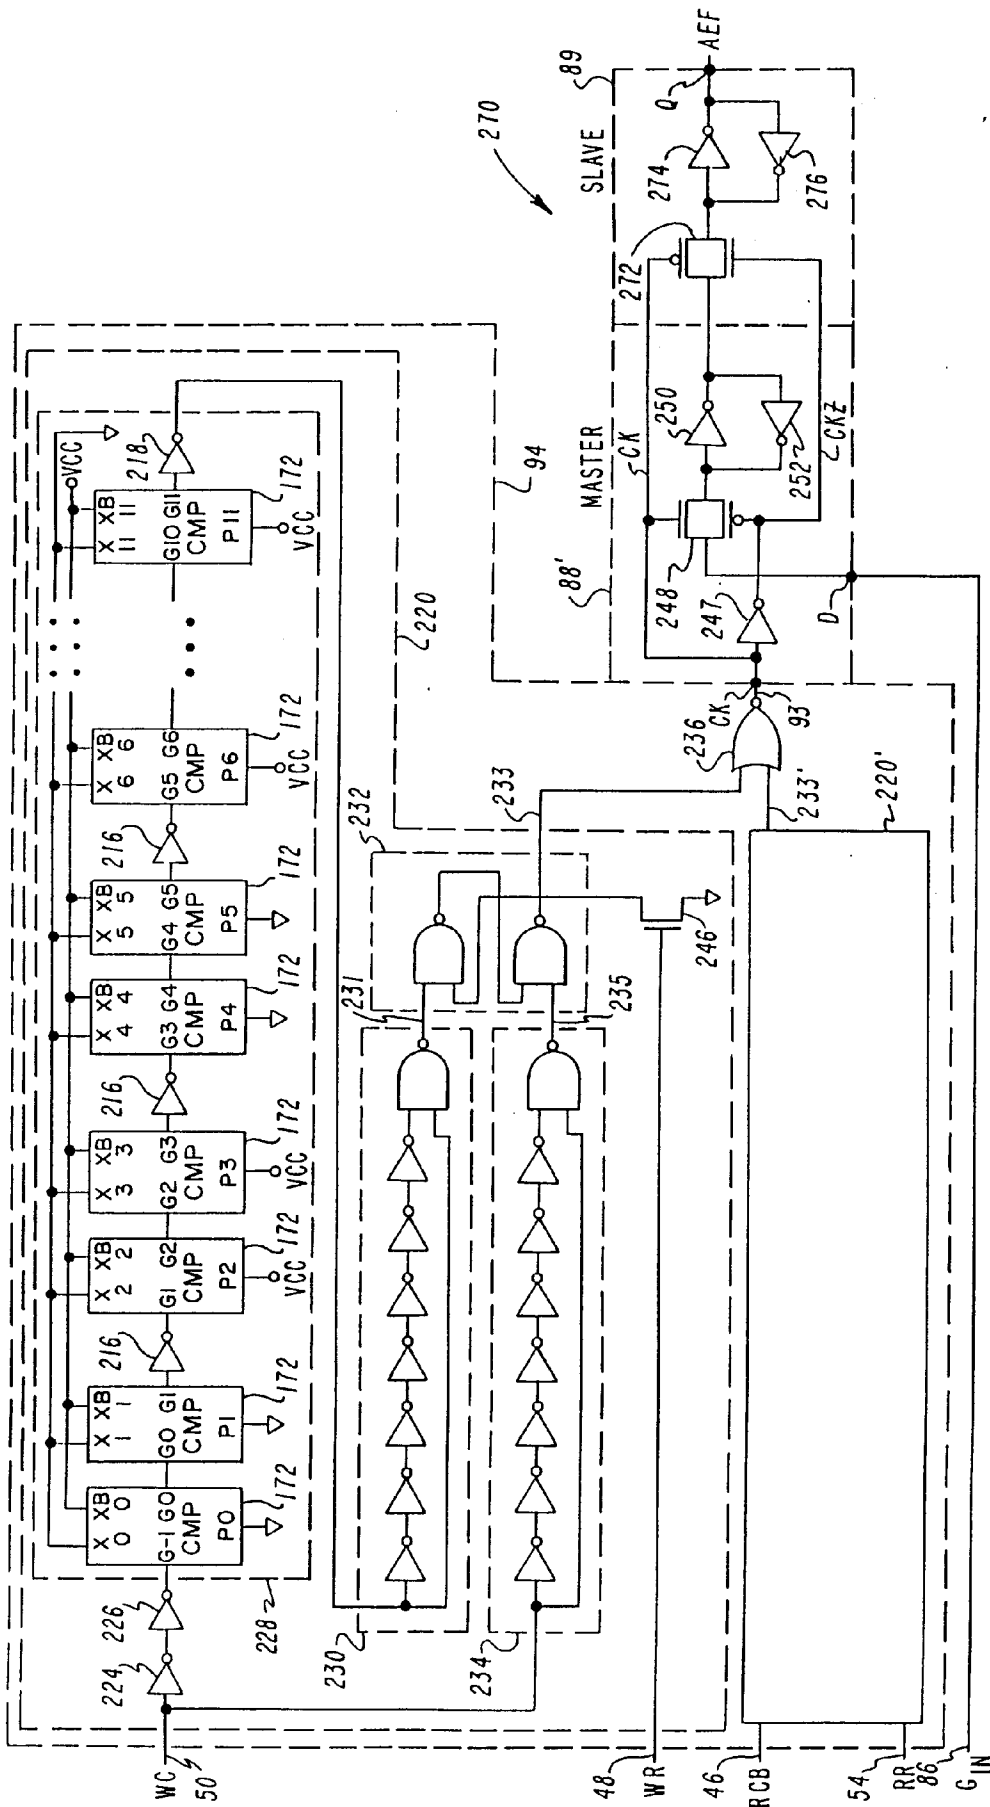 270
SLAVE
89
Q
AEF
274
276
272
MASTER
88'
CK
250
252
CKZ
248
247
D
CK
93
236
94
220
VCC
218
172
X XB
11 11
G10 G11
CMP
P11
VCC
172
X XB
6 6
G5 G6
CMP
P6
VCC
216
172
X XB
5 5
G4 G5
CMP
P5
172
X XB
4 4
G3 G4
CMP
P4
216
172
X XB
3 3
G2 G3
CMP
P3
VCC
172
X XB
2 2
G1 G2
CMP
P2
VCC
216
172
X XB
1 1
G0 G1
CMP
P1
172
X XB
0 0
G-1 G0
CMP
P0
228
226
224
WC
50
230
231
232
233
234
235
246
233'
220'
48
WR
46
RCB
54
RR
86
GIN